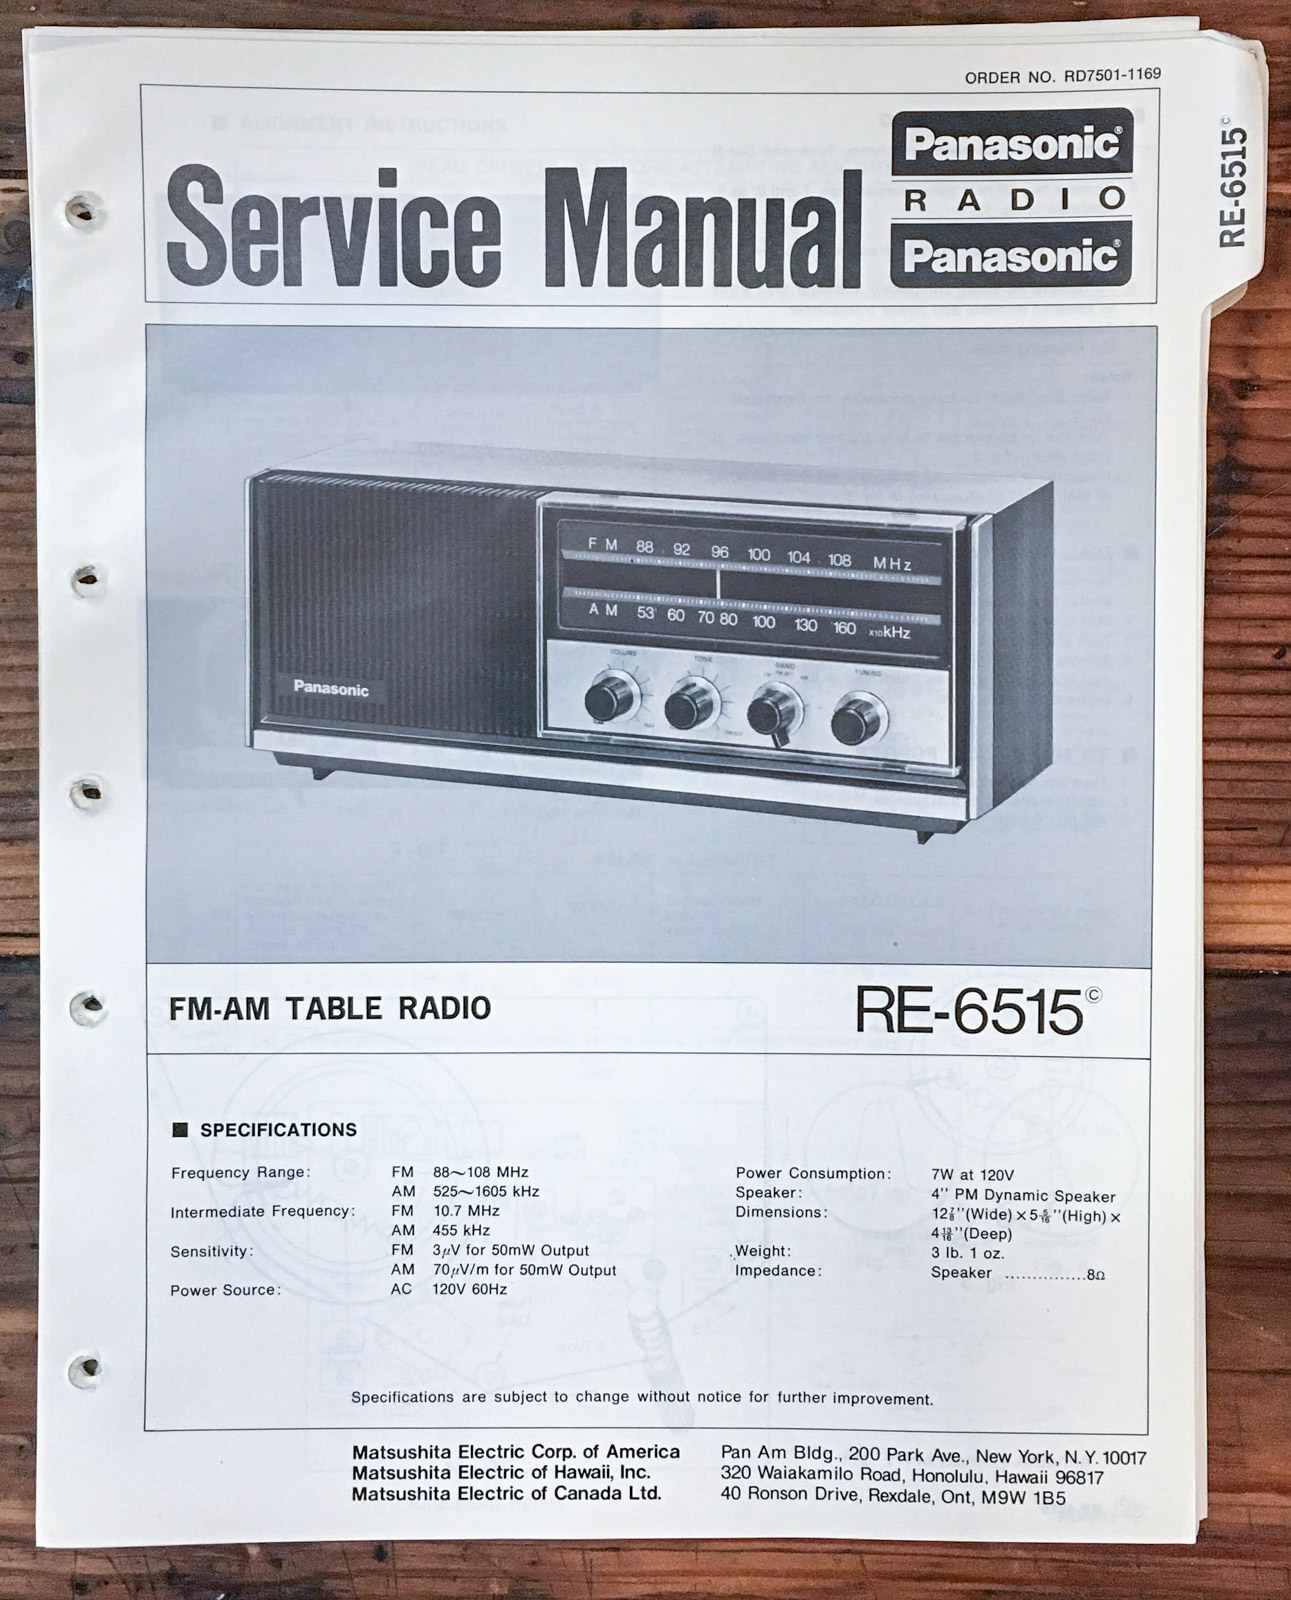 ORDER NO. RD7501-1169
Service Manual
Panasonic®
RADIO
Panasonic®
RE-6515©
FM 88 92 96 100 104 108 MHz
AM 53 60 70 80 100 130 160 x10kHz
VOLUME TONE BAND TUNING
Panasonic
FM-AM TABLE RADIO
RE-6515©
■ SPECIFICATIONS
Frequency Range: FM 88~108 MHz
AM 525~1605 kHz
Intermediate Frequency: FM 10.7 MHz
AM 455 kHz
Sensitivity: FM 3μV for 50mW Output
AM 70μV/m for 50mW Output
Power Source: AC 120V 60Hz
Power Consumption: 7W at 120V
Speaker: 4'' PM Dynamic Speaker
Dimensions: 12⅞''(Wide)×5 5/16''(High)×
4 13/16''(Deep)
Weight: 3 lb. 1 oz.
Impedance: Speaker ...............8Ω
Specifications are subject to change without notice for further improvement.
Matsushita Electric Corp. of America Pan Am Bldg., 200 Park Ave., New York, N.Y. 10017
Matsushita Electric of Hawaii, Inc. 320 Waiakamilo Road, Honolulu, Hawaii 96817
Matsushita Electric of Canada Ltd. 40 Ronson Drive, Rexdale, Ont, M9W 1B5